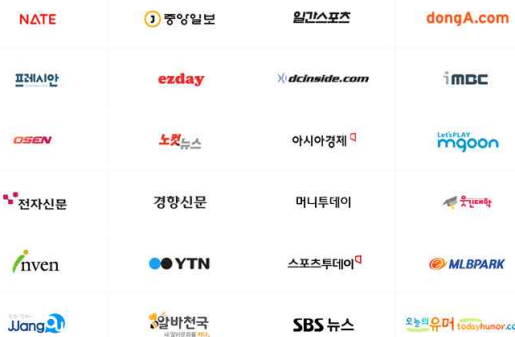 NATE
중앙일보
일간스포츠
dongA.com
프레시안
ezday
dcinside.com
iMBC
OSEN
노컷뉴스
아시아경제
Let'sPLAY
mgoon
전자신문
경향신문
머니투데이
웃긴대학
inven
YTN
스포츠투데이
MLBPARK
JJang
알바천국
SBS 뉴스
오늘의유머 todayhumor.co